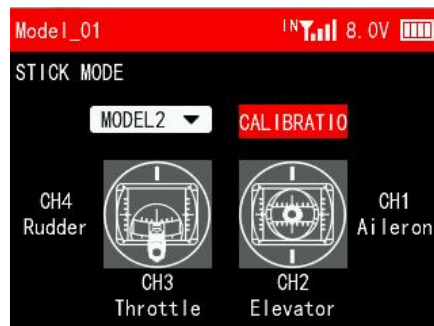 Model_01 IN 8.0V
STICK MODE
MODEL2 CALIBRATIO
CH4 CH1
Rudder Aileron
CH3 CH2
Throttle Elevator